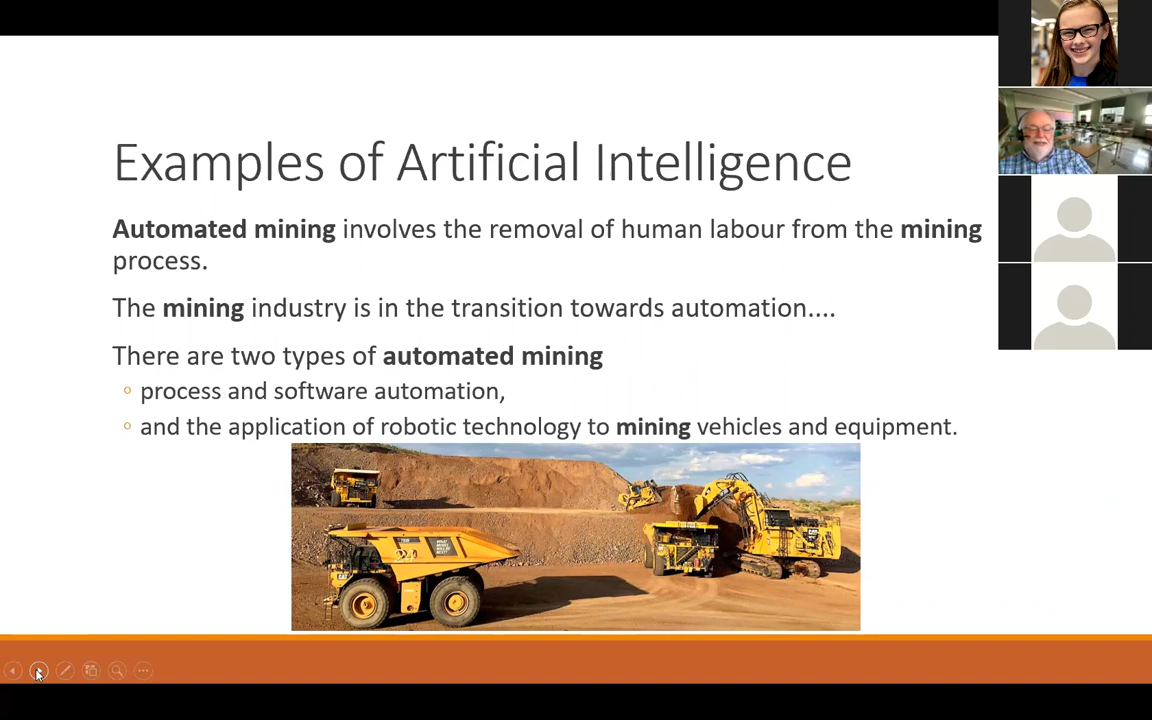 Examples of Artificial Intelligence
Automated mining involves the removal of human labour from the mining
process.
The mining industry is in the transition towards automation....
There are two types of automated mining
process and software automation,
and the application of robotic technology to mining vehicles and equipment.
CAT